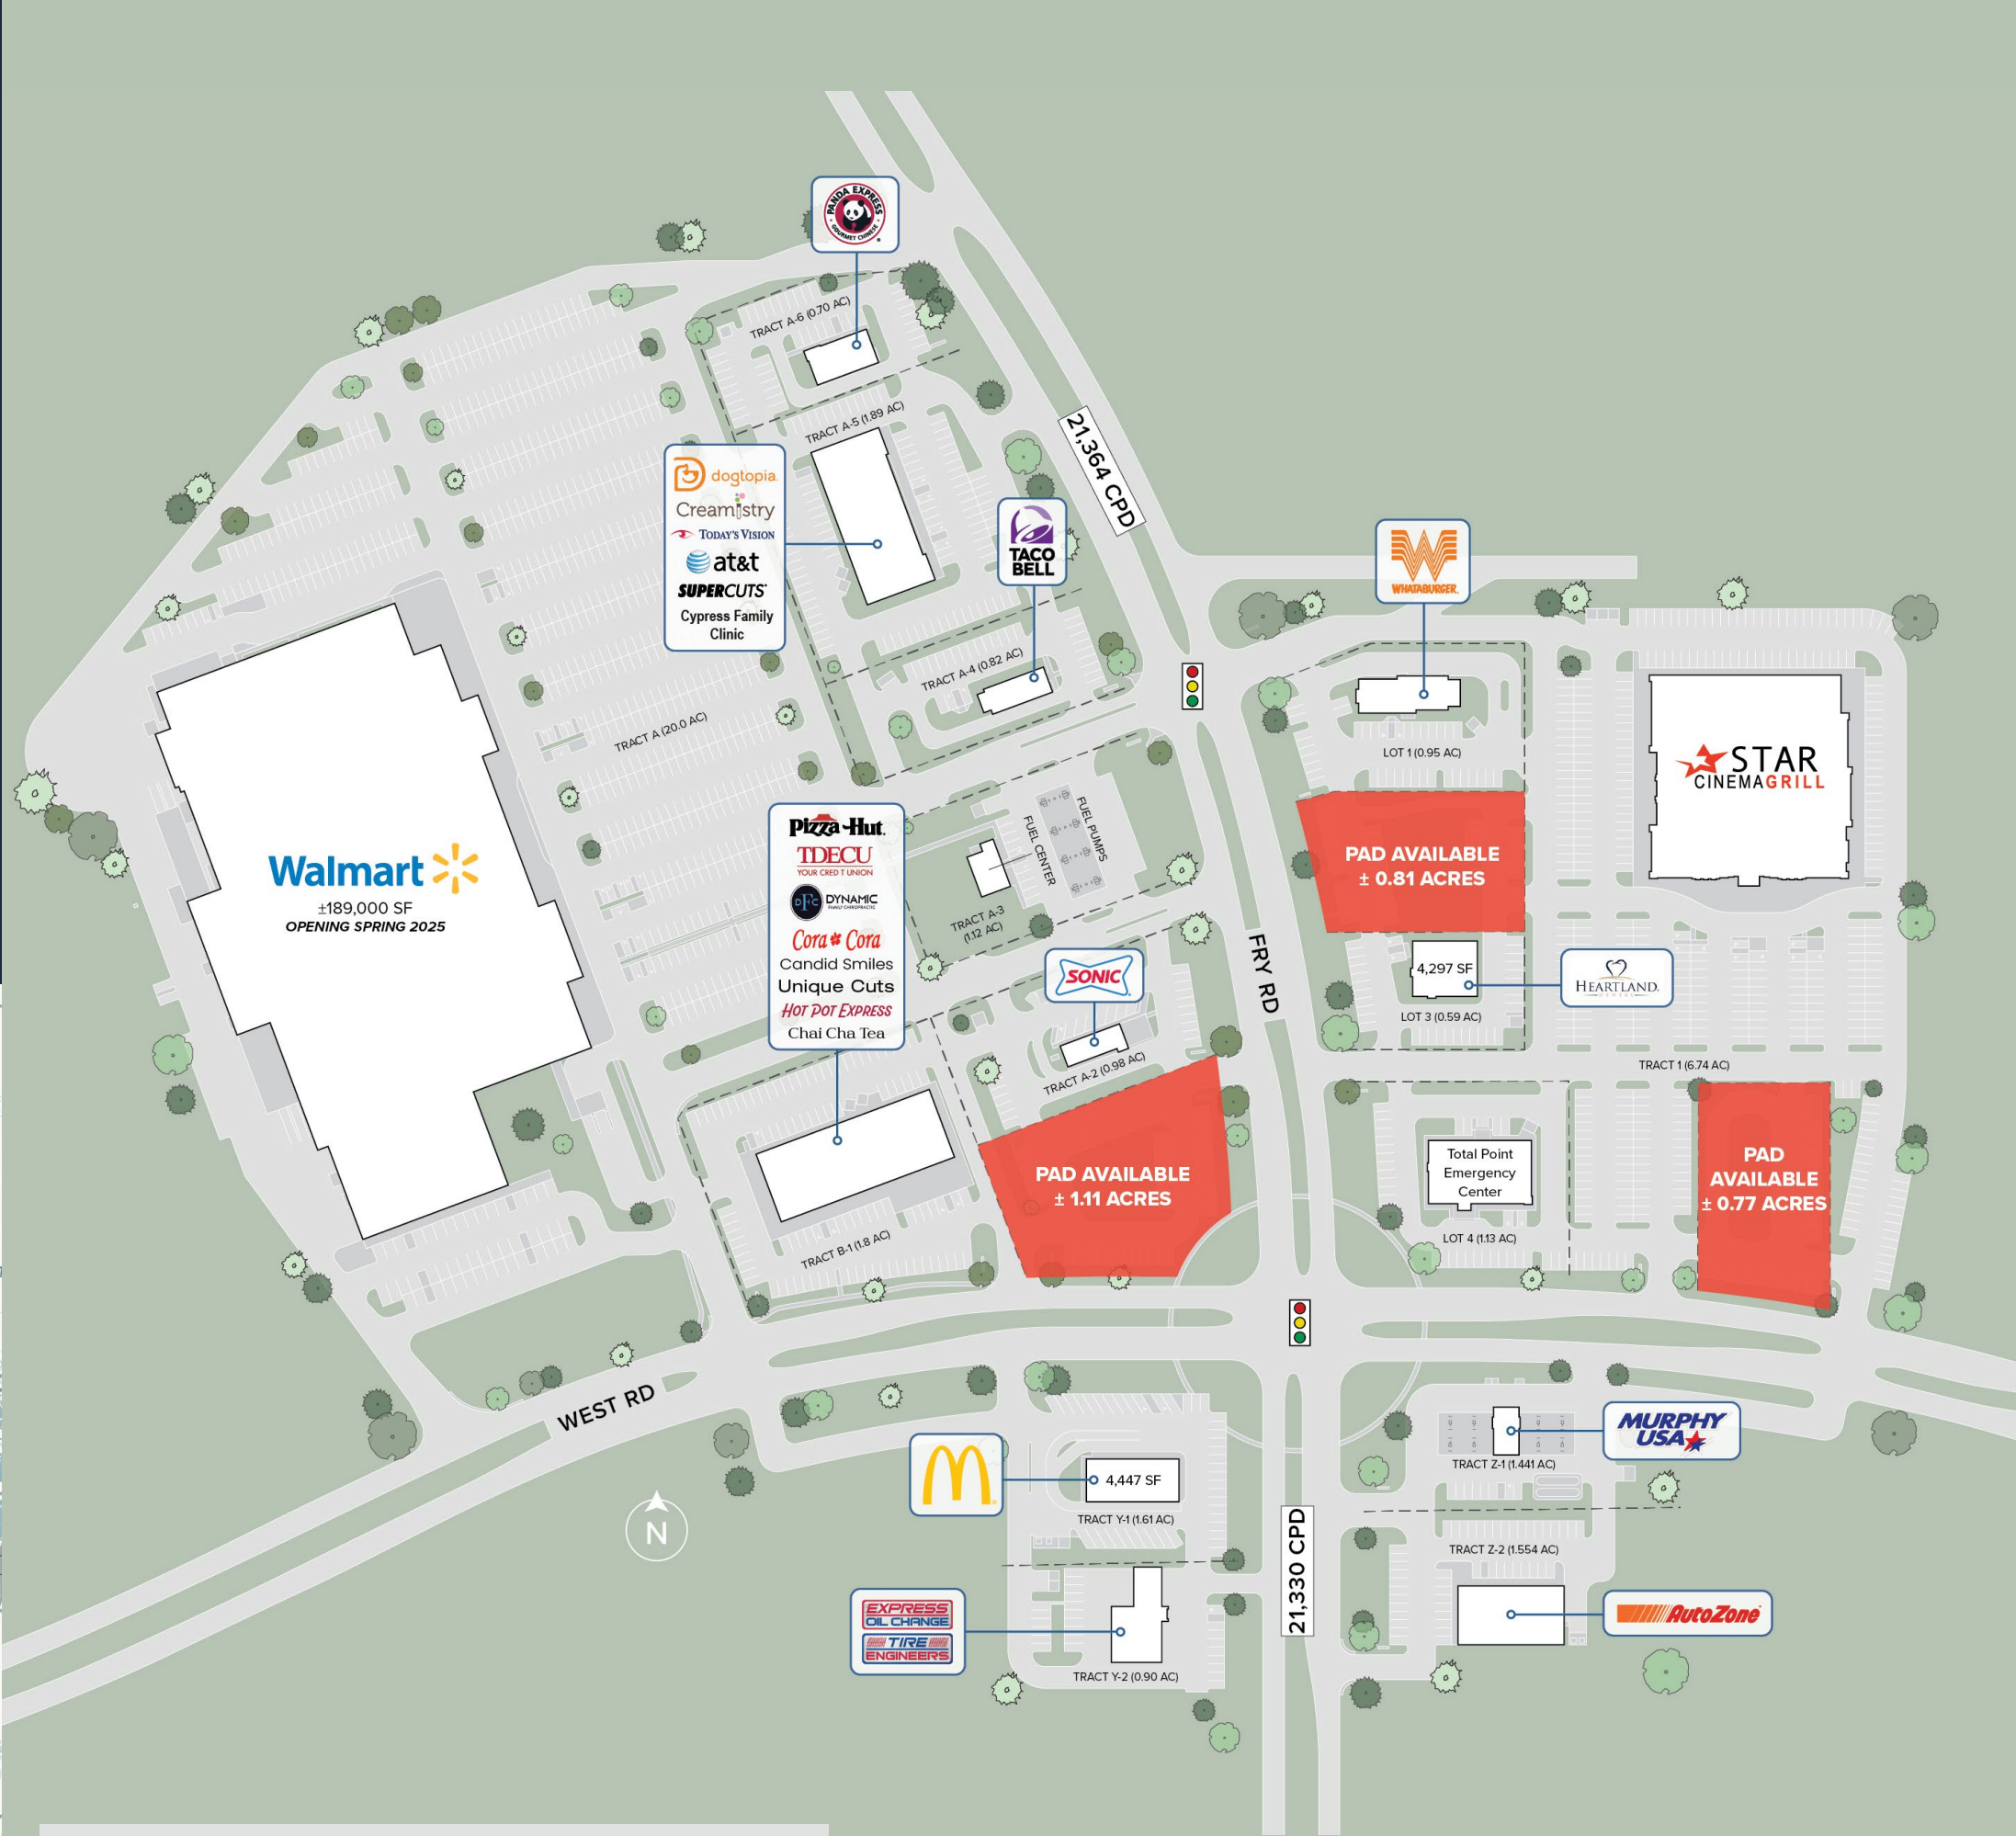 PANDA EXPRESS
GOURMET CHINESE
TRACT A-6 (0.70 AC)
TRACT A-5 (1.89 AC)
21,364 CPD
dogtopia
Creamistry
TODAY'S VISION
at&t
SUPERCUTS
Cypress Family
Clinic
TACO
BELL
WHATABURGER
TRACT A-4 (0.82 AC)
TRACT A (20.0 AC)
LOT 1 (0.95 AC)
STAR
CINEMAGRILL
FUEL PUMPS
FUEL CENTER
TRACT A-3
(1.12 AC)
Pizza Hut
TDECU
YOUR CRED T UNION
DFC
DYNAMIC
FAMILY CHIROPRACTIC
Cora Cora
Candid Smiles
Unique Cuts
HOT POT EXPRESS
Chai Cha Tea
PAD AVAILABLE
± 0.81 ACRES
Walmart
±189,000 SF
OPENING SPRING 2025
FRY RD
SONIC
4,297 SF
HEARTLAND
DENTAL
LOT 3 (0.59 AC)
TRACT A-2 (0.98 AC)
TRACT 1 (6.74 AC)
PAD AVAILABLE
± 1.11 ACRES
Total Point
Emergency
Center
PAD
AVAILABLE
± 0.77 ACRES
TRACT B-1 (1.8 AC)
LOT 4 (1.13 AC)
WEST RD
MURPHY
USA
TRACT Z-1 (1.441 AC)
4,447 SF
TRACT Y-1 (1.61 AC)
N
21,330 CPD
TRACT Z-2 (1.554 AC)
EXPRESS
OIL CHANGE
TIRE
ENGINEERS
AutoZone
TRACT Y-2 (0.90 AC)